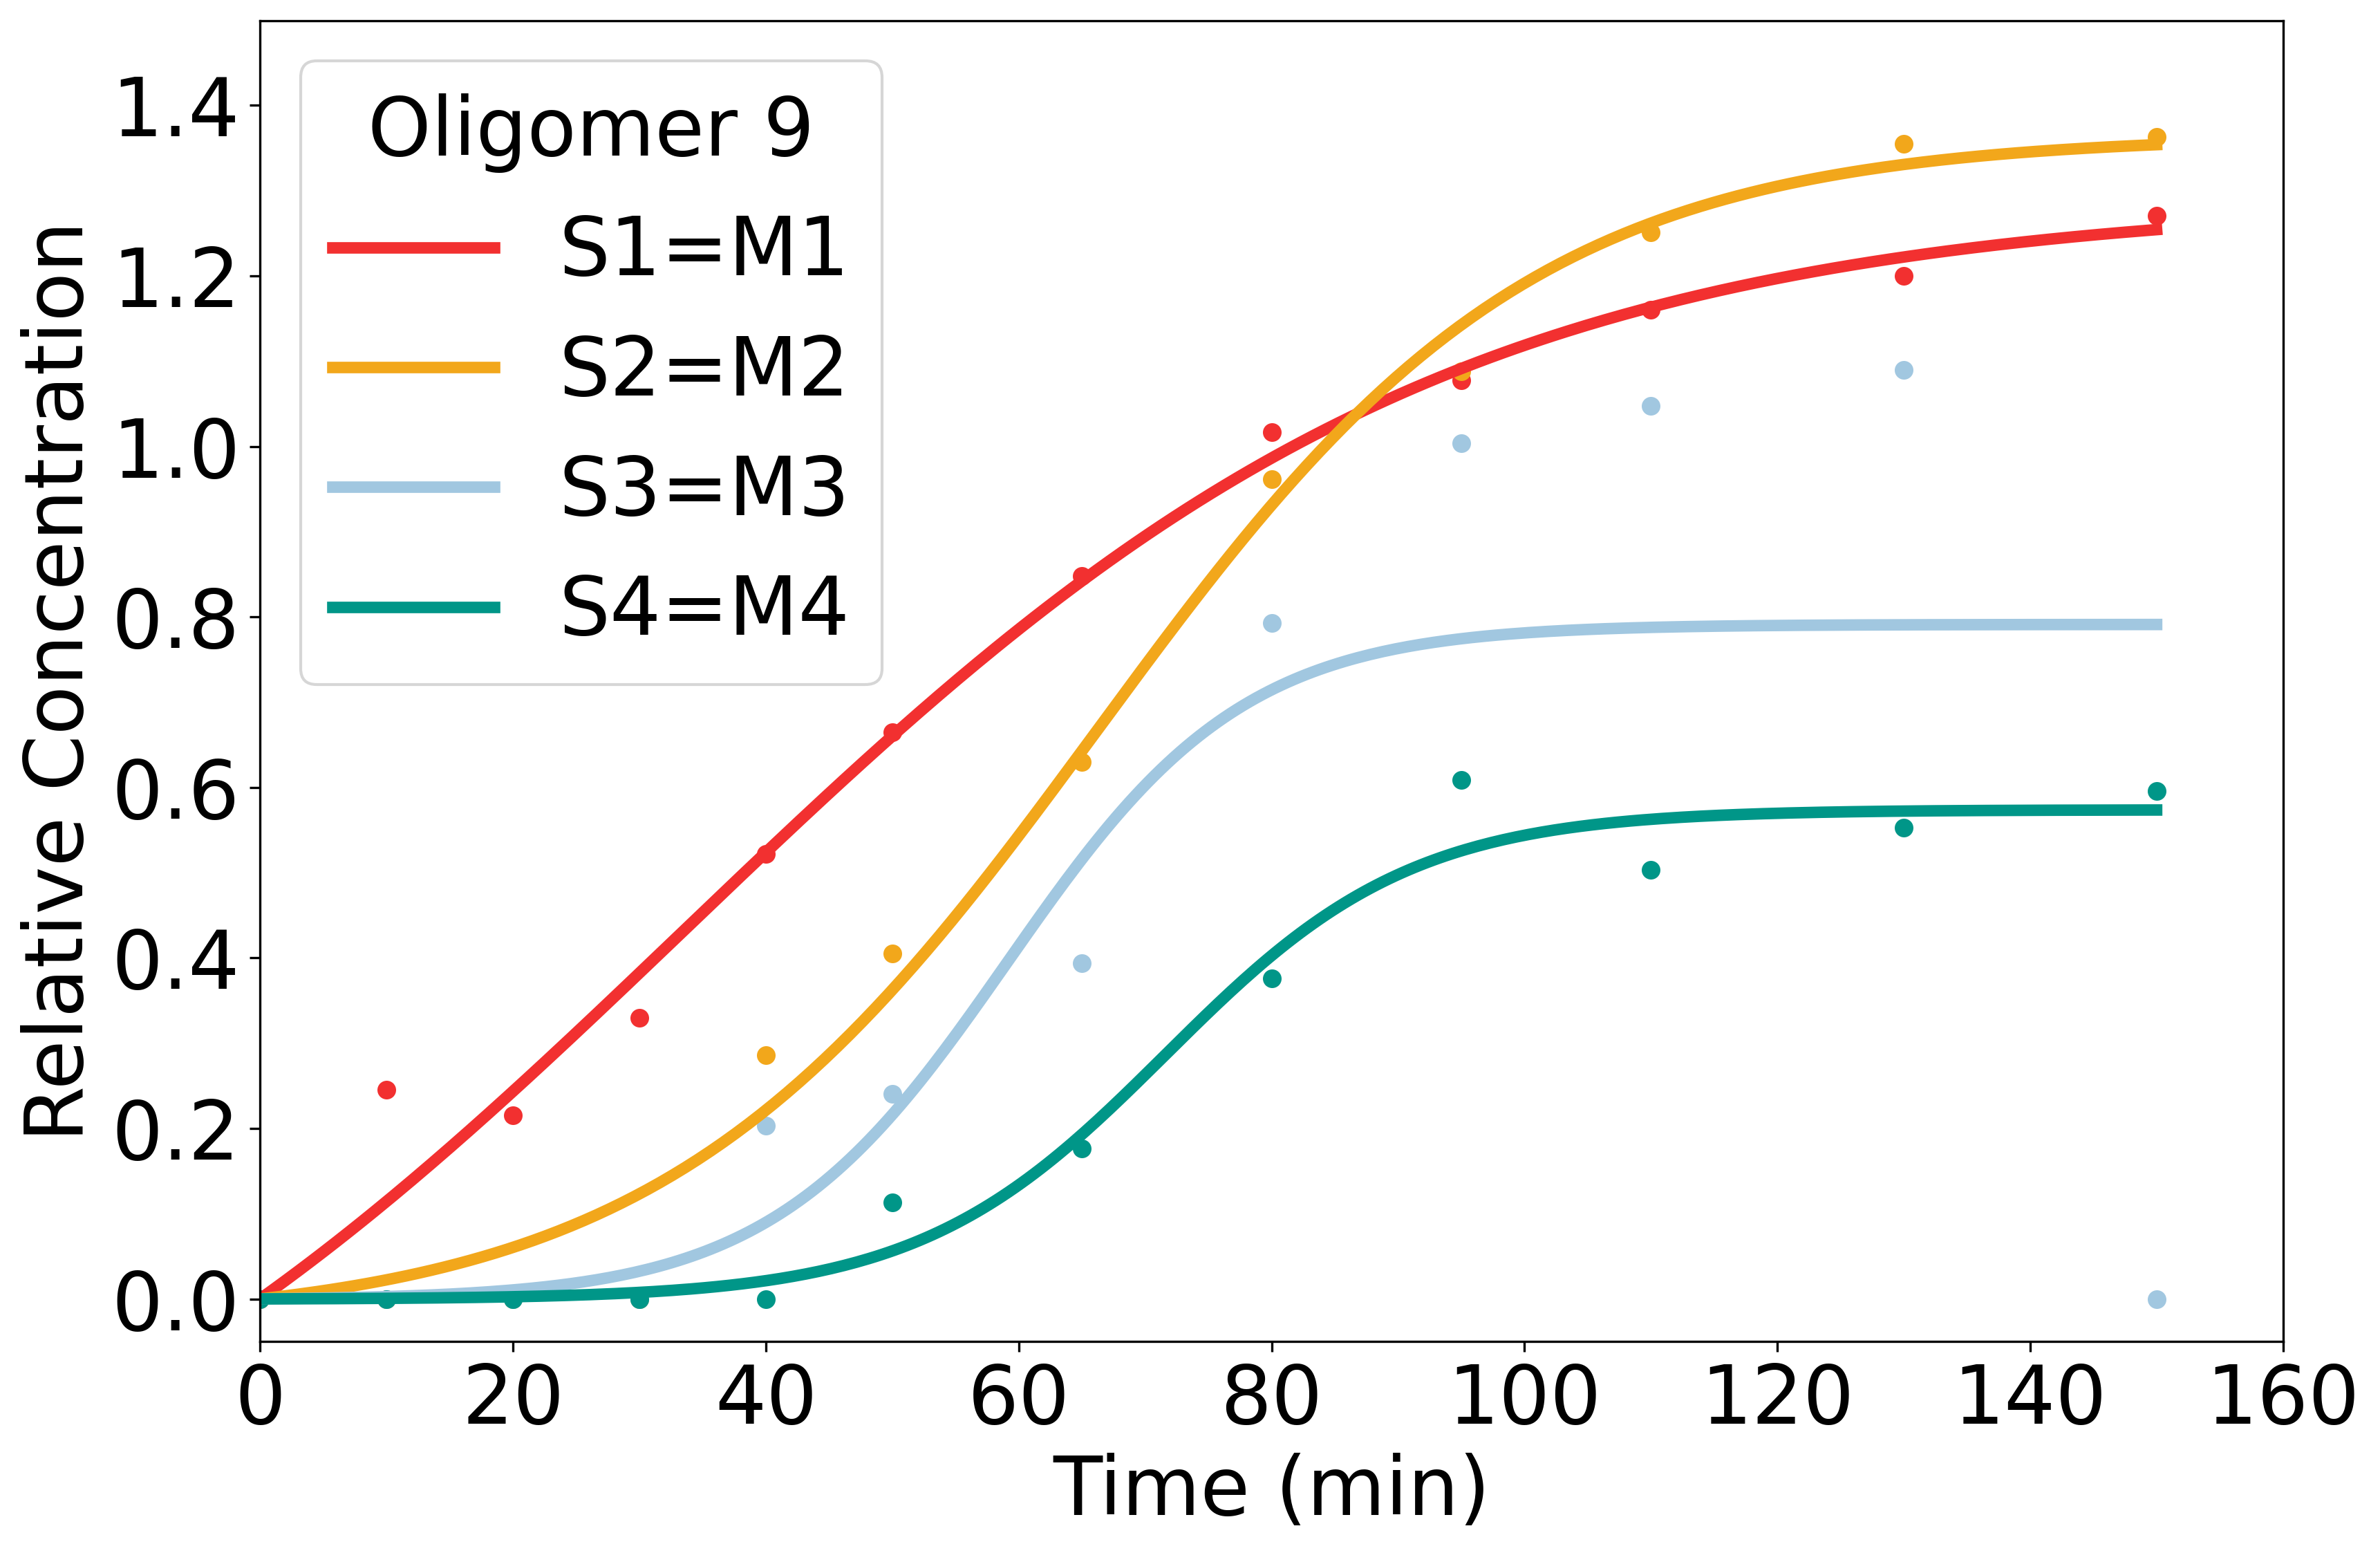 Oligomer 9
S1=M1
S2=M2
S3=M3
S4=M4
Relative Concentration
1.4
1.2
1.0
0.8
0.6
0.4
0.2
0.0
0 20 40 60 80 100 120 140 160
Time (min)